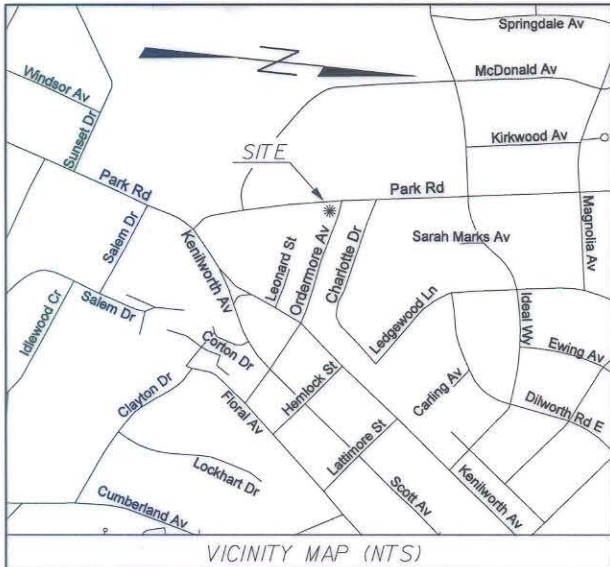 Springdale Av
Windsor Av
N
McDonald Av
Sunset Dr
Kirkwood Av
SITE
Park Rd
Park Rd
Magnolia Av
Salem Dr
Kenilworth Av
Leonard St
Ordermore Av
Charlotte Dr
Sarah Marks Av
Idlewood Cr
Salem Dr
Ledgewood Ln
Ideal Wy
Ewing Av
Corton Dr
Clayton Dr
Floral Av
Hemlock St
Carling Av
Dilworth Rd E
Lattimore St
Lockhart Dr
Scott Av
Kenilworth Av
Cumberland Av
VICINITY MAP (NTS)